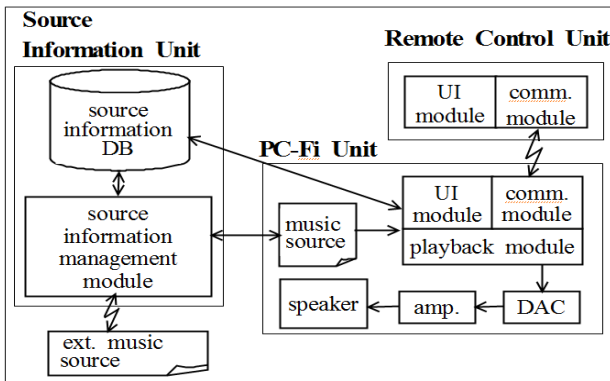 Source
Information Unit
source
information
DB
source
information
management
module
ext. music
source
Remote Control Unit
UI
module
comm.
module
PC-Fi Unit
music
source
UI
module
comm.
module
playback module
speaker
amp.
DAC